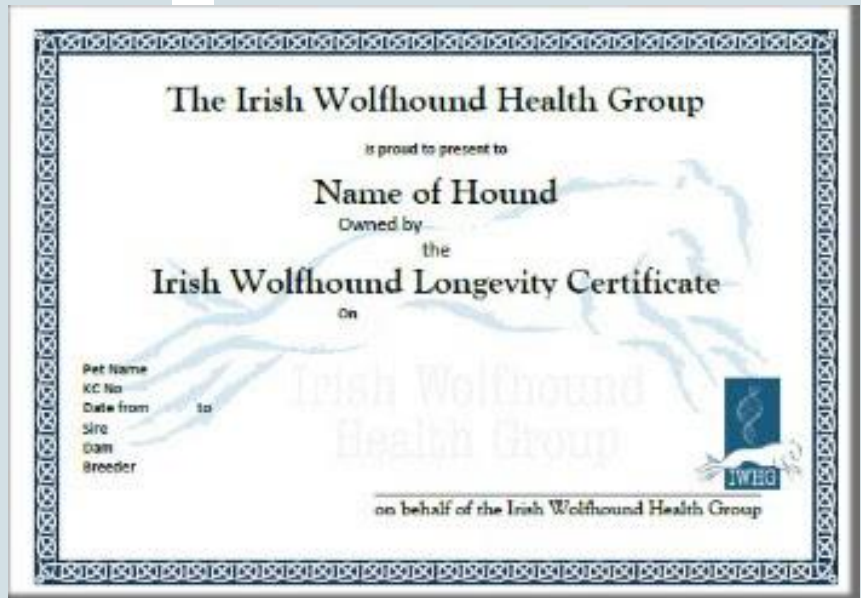 The Irish Wolfhound Health Group
is proud to present to
Name of Hound
Owned by
the
Irish Wolfhound Longevity Certificate
On
Pet Name
KC No
Date from to
Sire
Dam
Breeder
Irish Wolfhound
Health Group
IWHG
on behalf of the Irish Wolfhound Health Group